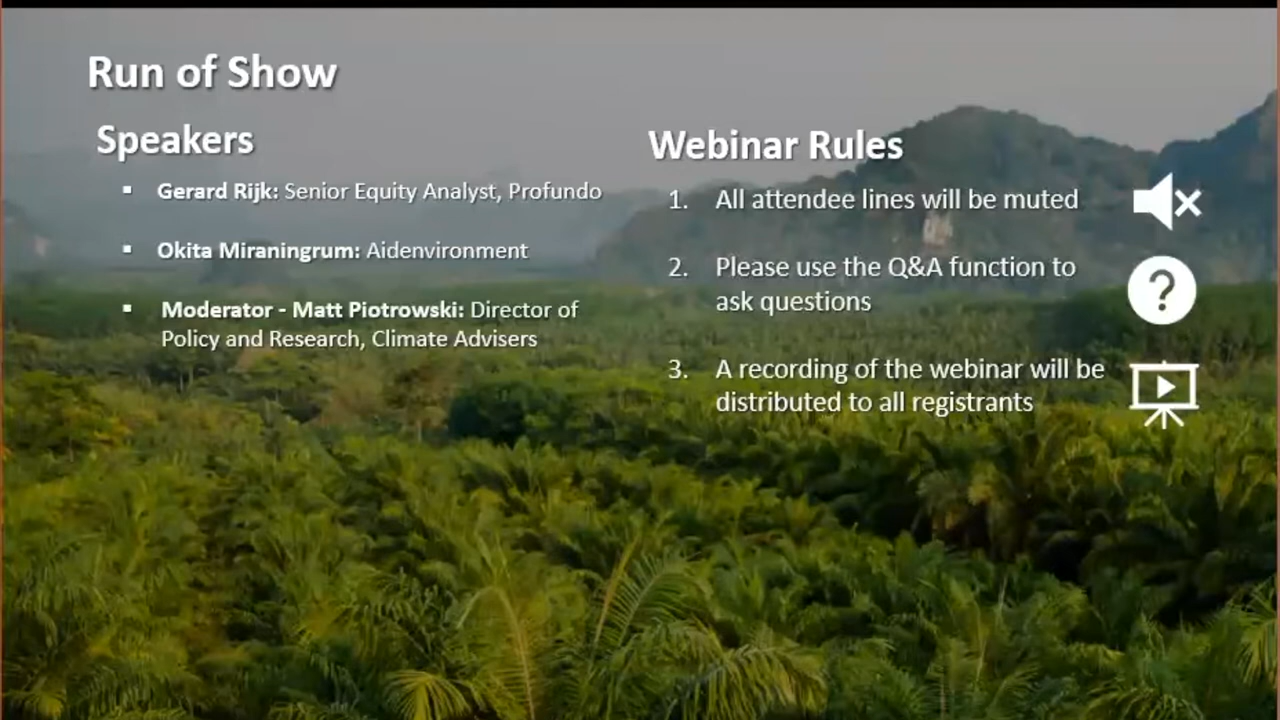 Run of Show
Speakers
▪ Gerard Rijk: Senior Equity Analyst, Profundo
▪ Okita Miraningrum: Aidenvironment
▪ Moderator - Matt Piotrowski: Director of
Policy and Research, Climate Advisers
Webinar Rules
1. All attendee lines will be muted
2. Please use the Q&A function to
ask questions
3. A recording of the webinar will be
distributed to all registrants